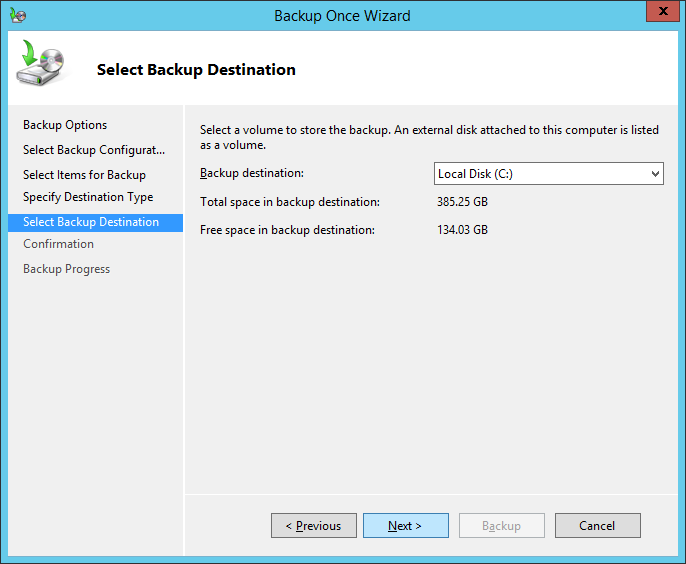 Backup Once Wizard
Select Backup Destination
Backup Options
Select Backup Configurat...
Select Items for Backup
Specify Destination Type
Select Backup Destination
Confirmation
Backup Progress
Select a volume to store the backup. An external disk attached to this computer is listed
as a volume.
Backup destination: Local Disk (C:)
Total space in backup destination: 385.25 GB
Free space in backup destination: 134.03 GB
< Previous Next > Backup Cancel